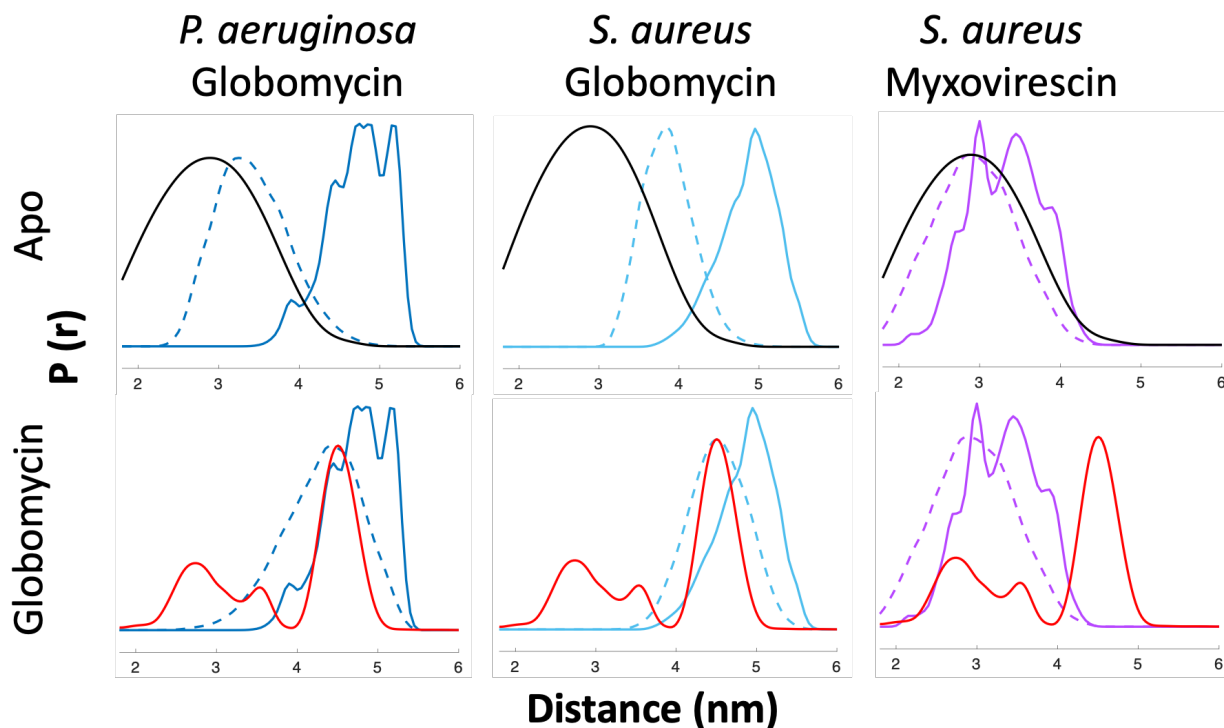 P. aeruginosa
Globomycin
S. aureus
Globomycin
S. aureus
Myxovirescin
Apo
P (r)
2 3 4 5 6
2 3 4 5 6
2 3 4 5 6
Globomycin
2 3 4 5 6
2 3 4 5 6
2 3 4 5 6
Distance (nm)